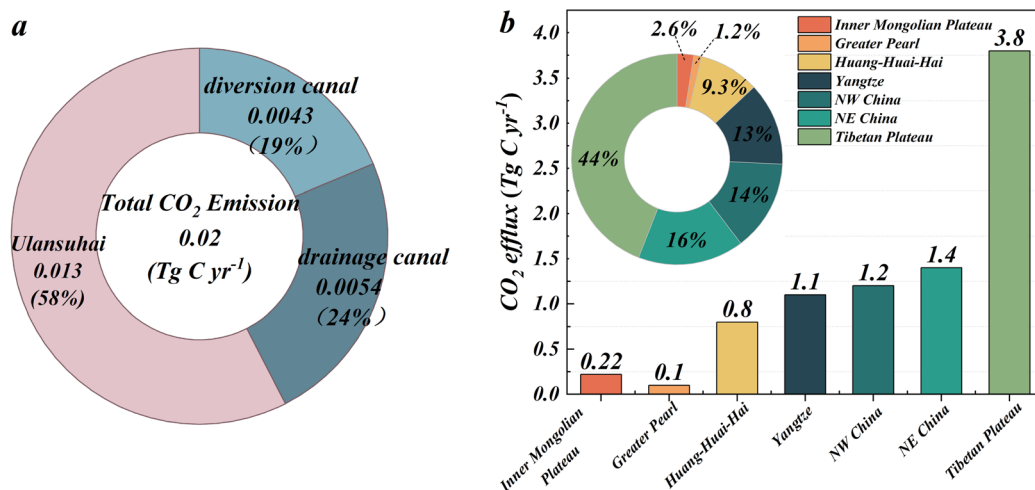 a
diversion canal
0.0043
(19%)
Total CO₂ Emission
0.02
(Tg C yr⁻¹)
Ulansuhai
0.013
(58%)
drainage canal
0.0054
(24%)
b
CO₂ efflux (Tg C yr⁻¹)
4.0
3.5
3.0
2.5
2.0
1.5
1.0
0.5
0.0
2.6%
1.2%
9.3%
13%
14%
16%
44%
Inner Mongolian Plateau
Greater Pearl
Huang-Huai-Hai
Yangtze
NW China
NE China
Tibetan Plateau
0.22
0.1
0.8
1.1
1.2
1.4
3.8
Inner Mongolian
Plateau
Greater Pearl
Huang-Huai-Hai
Yangtze
NW China
NE China
Tibetan Plateau